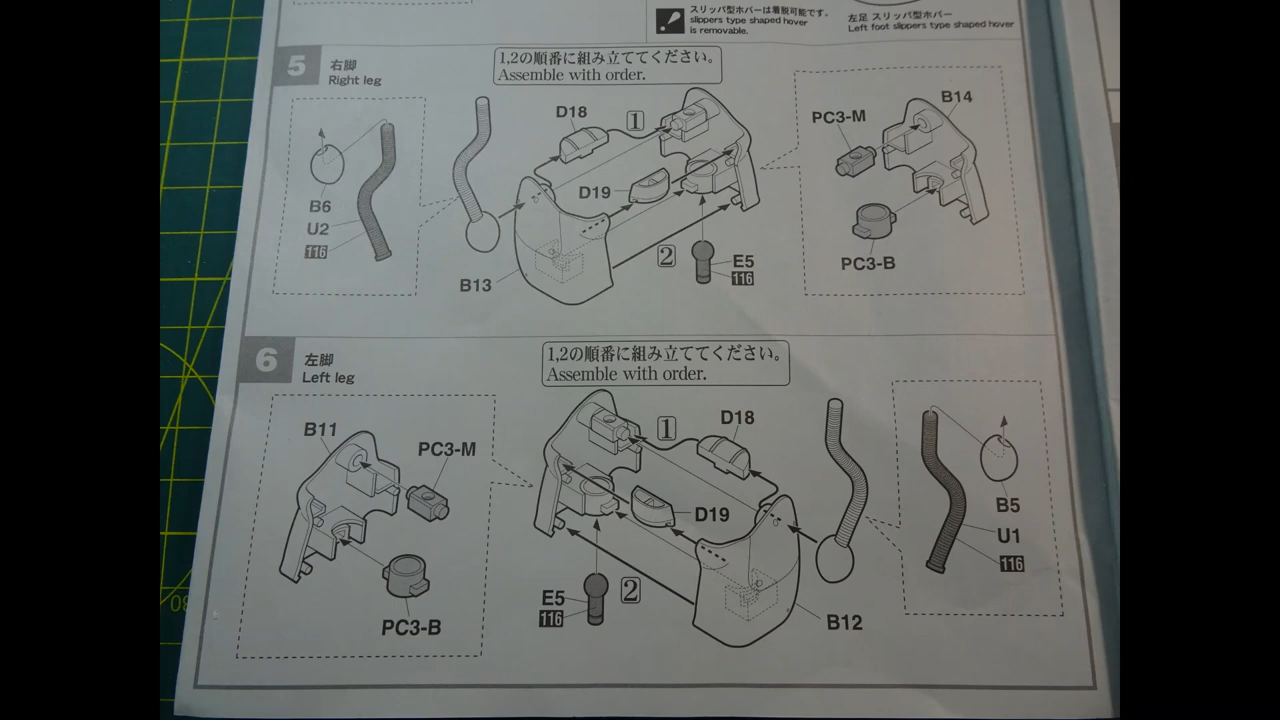 スリッパ型ホバーは着脱可能です。
slippers type shaped hover
is removable.
左足 スリッパ型ホバー
Left foot slippers type shaped hover
5
右脚
Right leg
1,2の順番に組み立ててください。
Assemble with order.
B6
U2
116
D18
1
D19
B13
2
E5
116
PC3-M
B14
PC3-B
6
左脚
Left leg
1,2の順番に組み立ててください。
Assemble with order.
B11
PC3-M
PC3-B
1
D18
D19
E5
116
2
B12
B5
U1
116
80